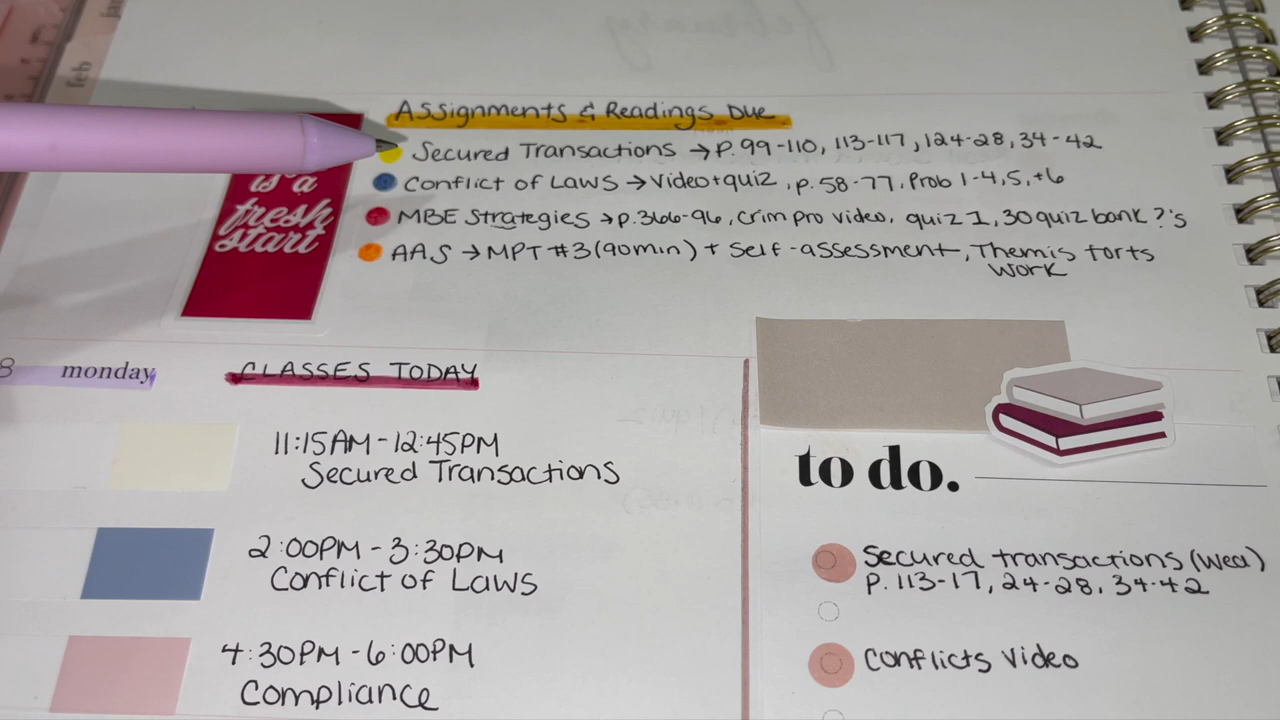 february
jan
feb
Assignments & Readings Due
Secured Transactions → p. 99-110, 113-117, 124-28, 34-42
Conflict of Laws → Video + quiz, p. 58-77, Prob 1-4, 5, +6
MBE Strategies → p. 366-96, Crim pro video, quiz 1, 30 quiz bank ?'s
AAS → MPT #3 (90min) + Self-assessment, Themis torts
work
is a
fresh
start
8 monday
CLASSES TODAY
11:15AM-12:45PM
Secured Transactions
2:00PM-3:30PM
Conflict of Laws
4:30PM-6:00PM
Compliance
to do.
Secured transactions (Wed)
p. 113-17, 24-28, 34-42
Conflicts Video